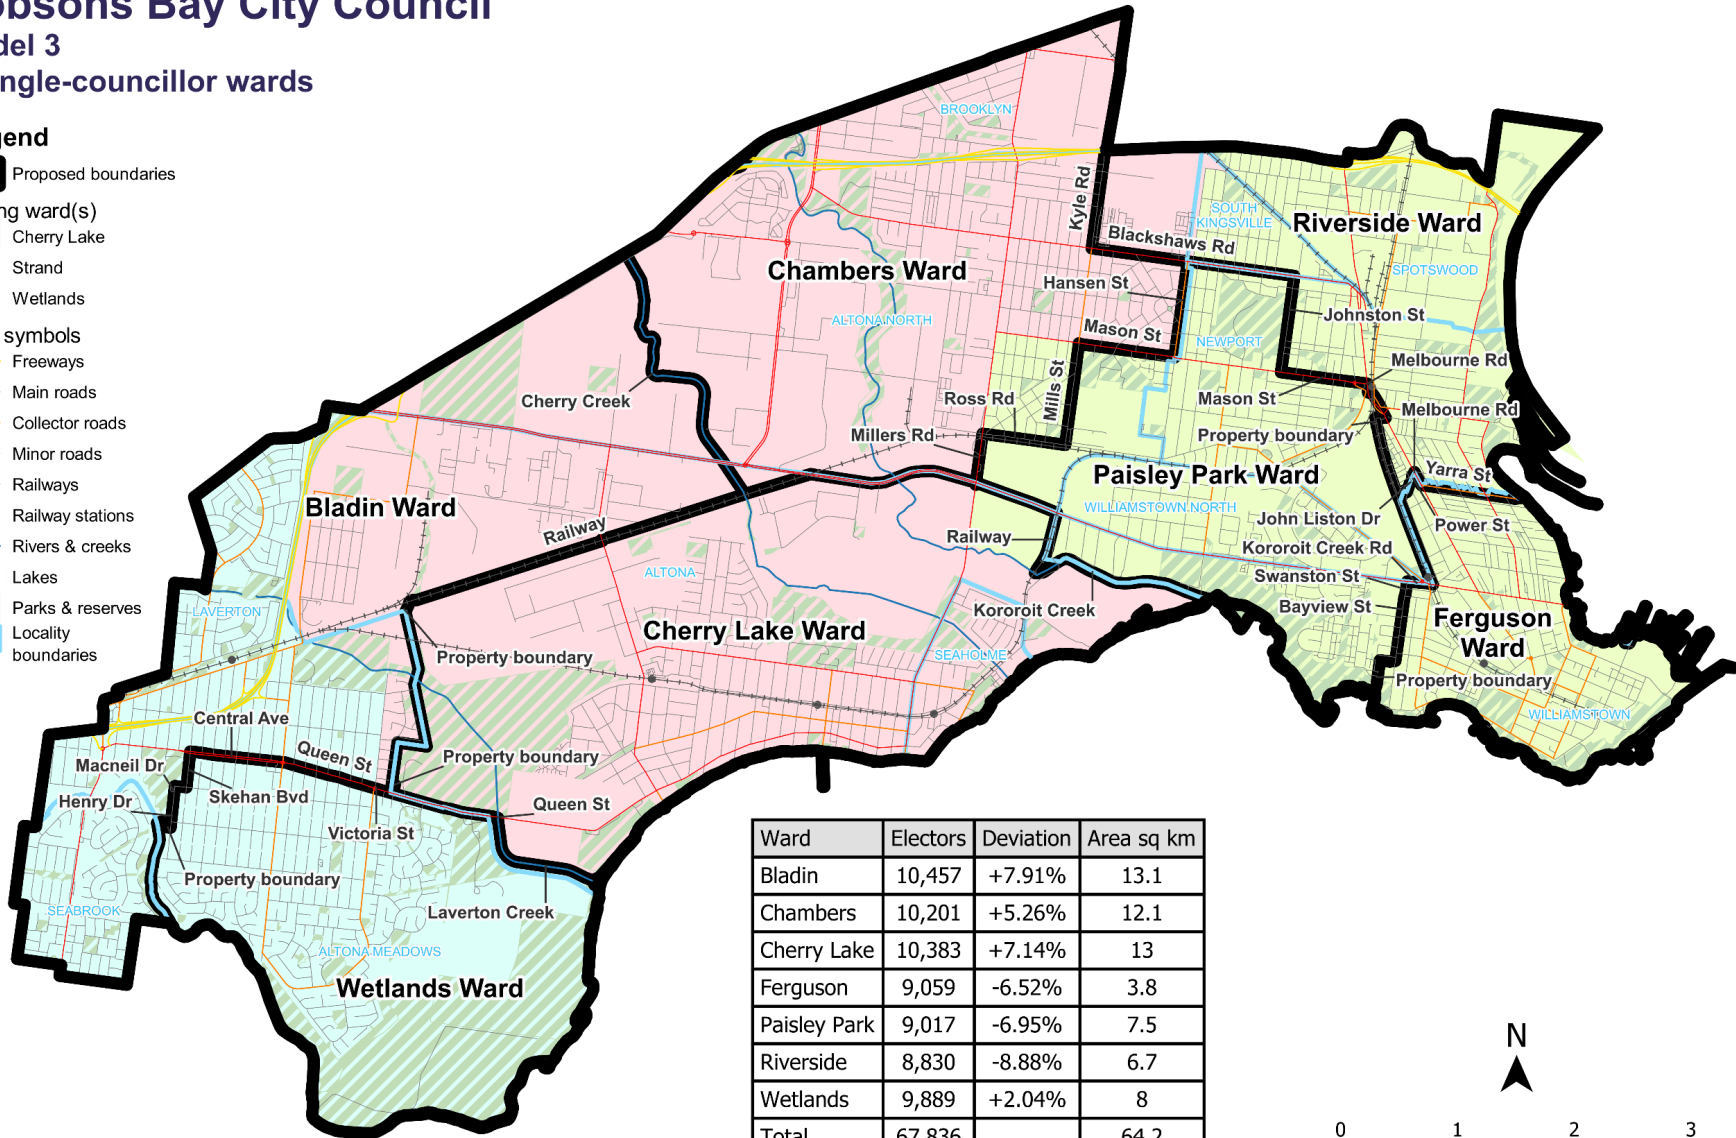 obsons Bay City Council
del 3
ngle-councillor wards
gend
Proposed boundaries
ng ward(s)
Cherry Lake
Strand
Wetlands
symbols
Freeways
Main roads
Collector roads
Minor roads
Railways
Railway stations
Rivers & creeks
Lakes
Parks & reserves
Locality
boundaries
BROOKLYN
Kyle Rd
SOUTH
KINGSVILLE
Riverside Ward
Blackshaws Rd
Chambers Ward
SPOTSWOOD
Hansen St
ALTONA NORTH
Johnston St
Mason St
NEWPORT
Melbourne Rd
Cherry Creek
Ross Rd
Mills St
Mason St
Melbourne Rd
Millers Rd
Property boundary
Paisley Park Ward
Yarra St
Bladin Ward
WILLIAMSTOWN NORTH
John Liston Dr
Power St
Railway
Railway
Kororoit Creek Rd
ALTONA
Swanston St
LAVERTON
Kororoit Creek
Bayview St
Cherry Lake Ward
Ferguson
Ward
Property boundary
SEAHOLME
Property boundary
WILLIAMSTOWN
Central Ave
Queen St
Property boundary
Macneil Dr
Henry Dr
Skehan Bvd
Queen St
Victoria St
Property boundary
SEABROOK
Laverton Creek
ALTONA MEADOWS
Wetlands Ward
Ward Electors Deviation Area sq km
Bladin 10,457 +7.91% 13.1
Chambers 10,201 +5.26% 12.1
Cherry Lake 10,383 +7.14% 13
Ferguson 9,059 -6.52% 3.8
Paisley Park 9,017 -6.95% 7.5
Riverside 8,830 -8.88% 6.7
Wetlands 9,889 +2.04% 8
Total 67,836 64.2
N
0 1 2 3